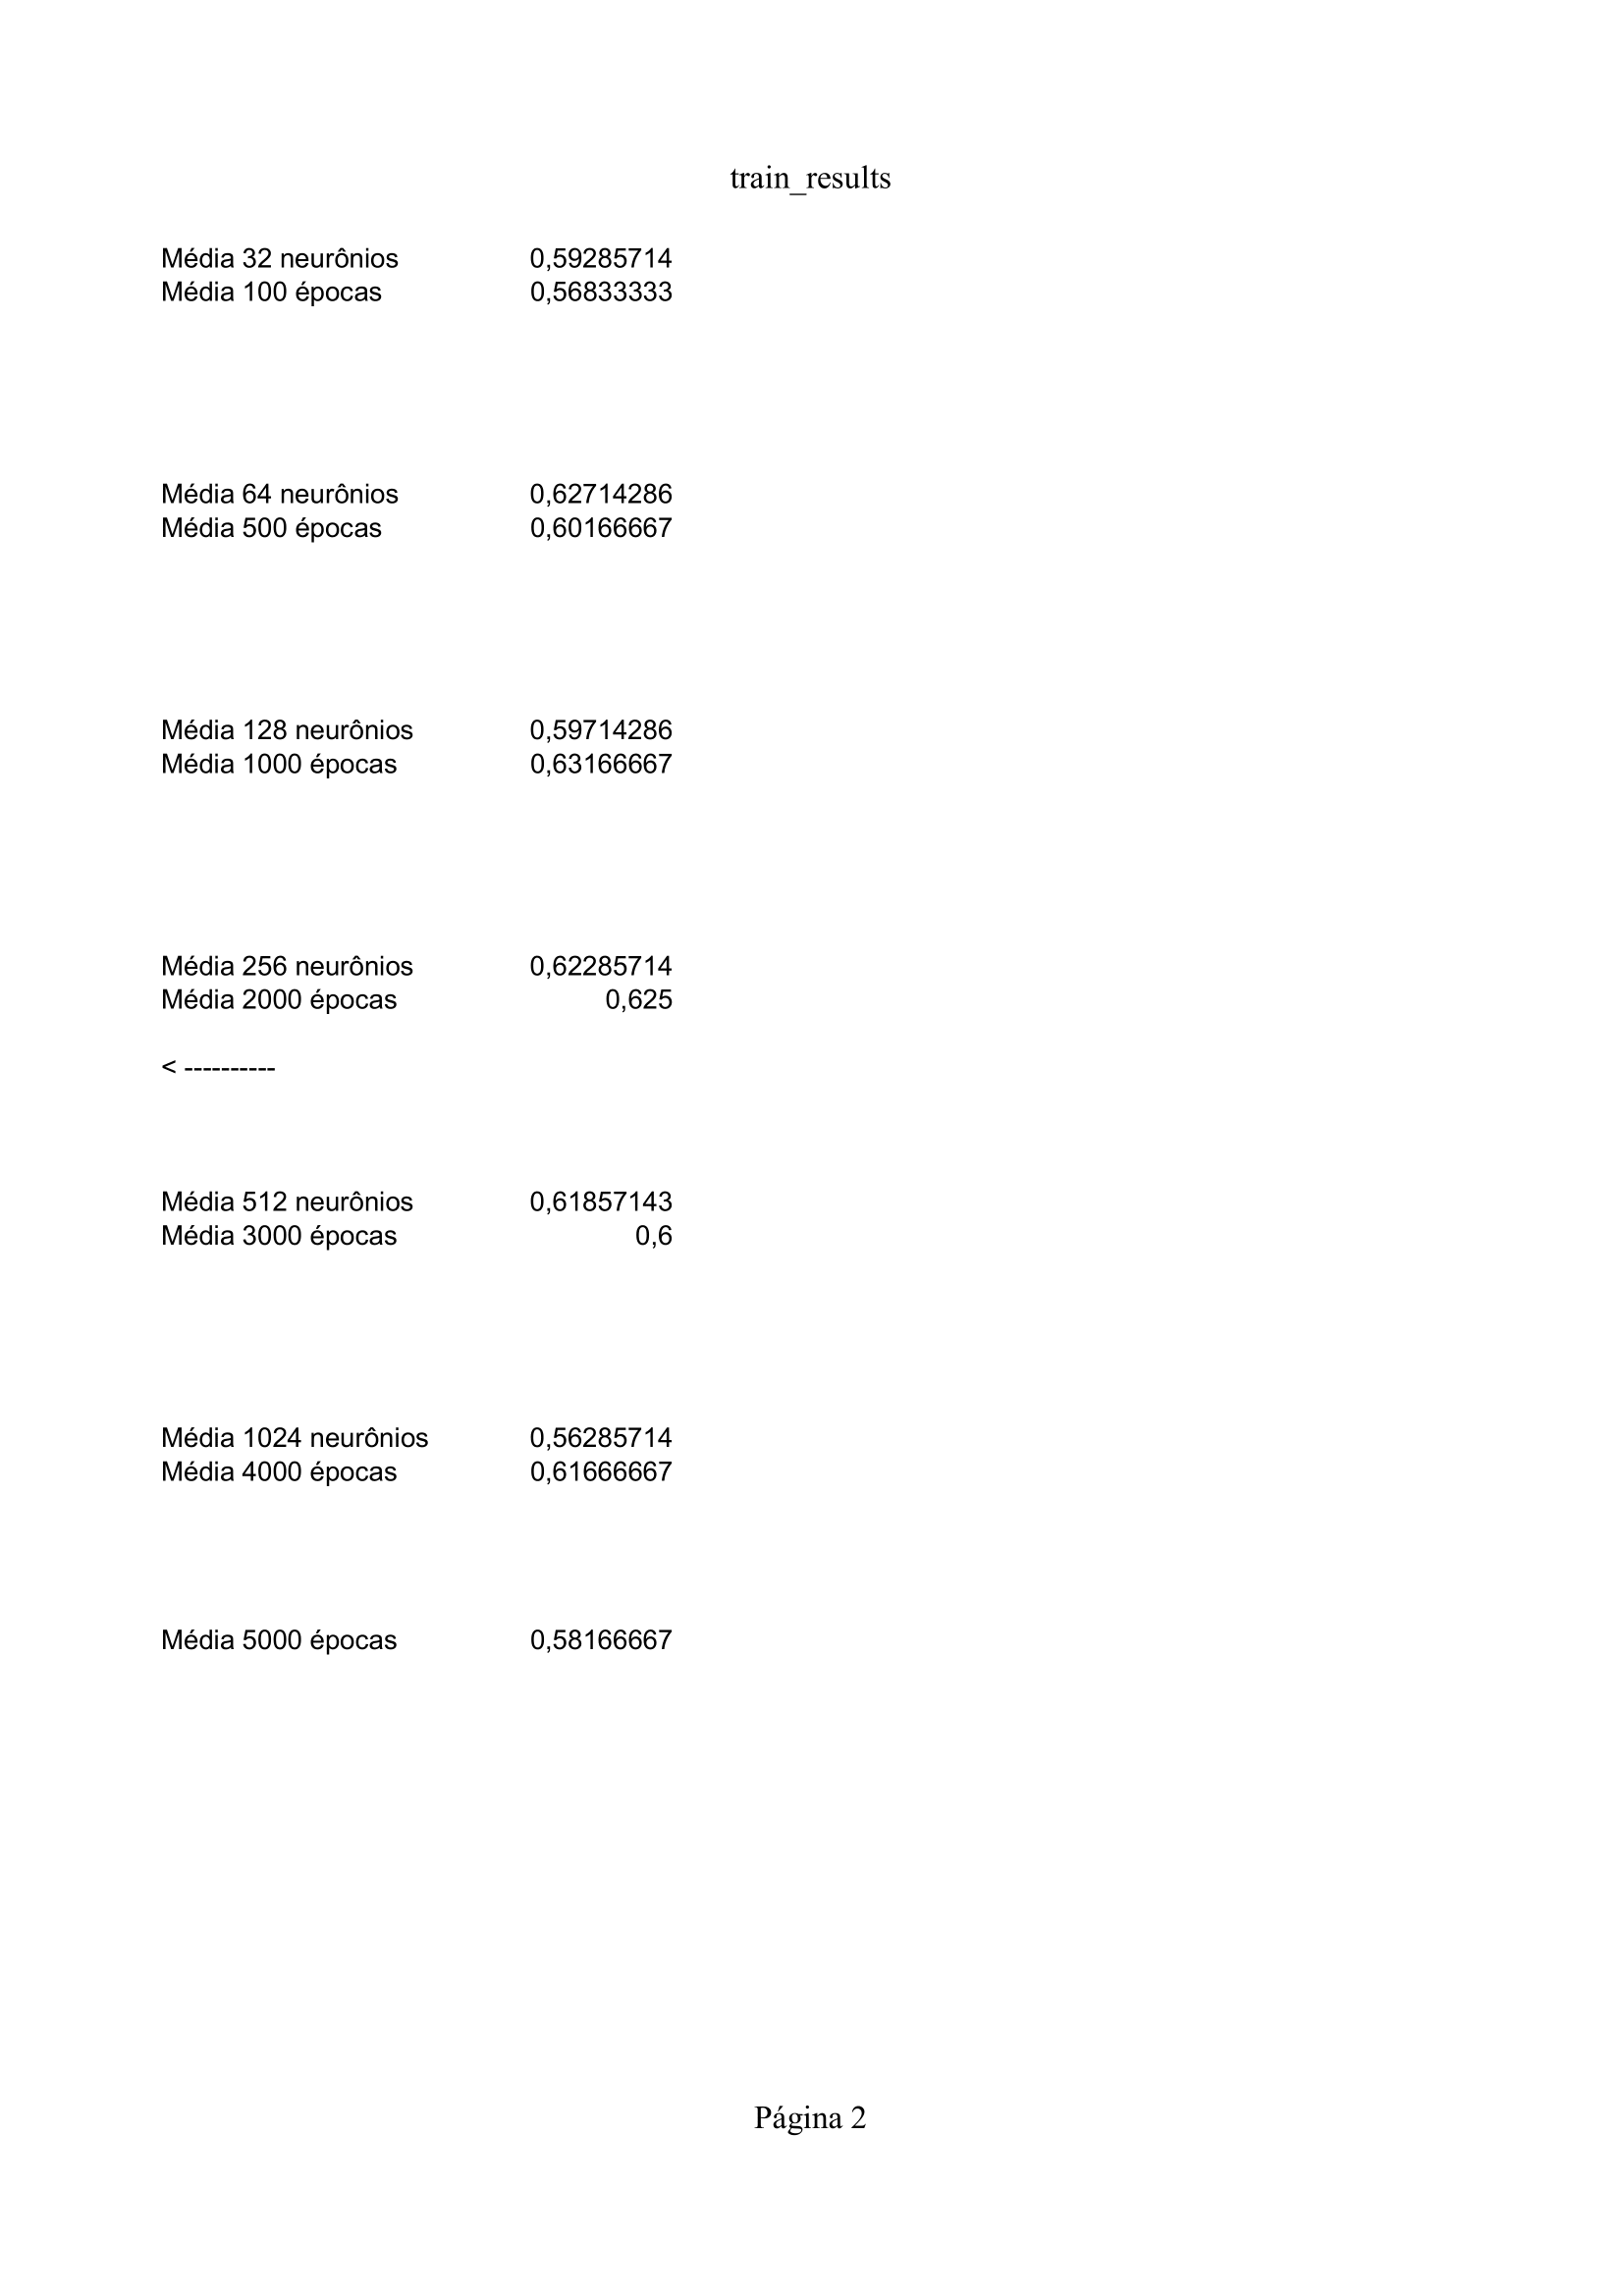 train_results
Média 32 neurônios 0,59285714
Média 100 épocas 0,56833333
Média 64 neurônios 0,62714286
Média 500 épocas 0,60166667
Média 128 neurônios 0,59714286
Média 1000 épocas 0,63166667
Média 256 neurônios 0,62285714
Média 2000 épocas 0,625
< ----------
Média 512 neurônios 0,61857143
Média 3000 épocas 0,6
Média 1024 neurônios 0,56285714
Média 4000 épocas 0,61666667
Média 5000 épocas 0,58166667
Página 2